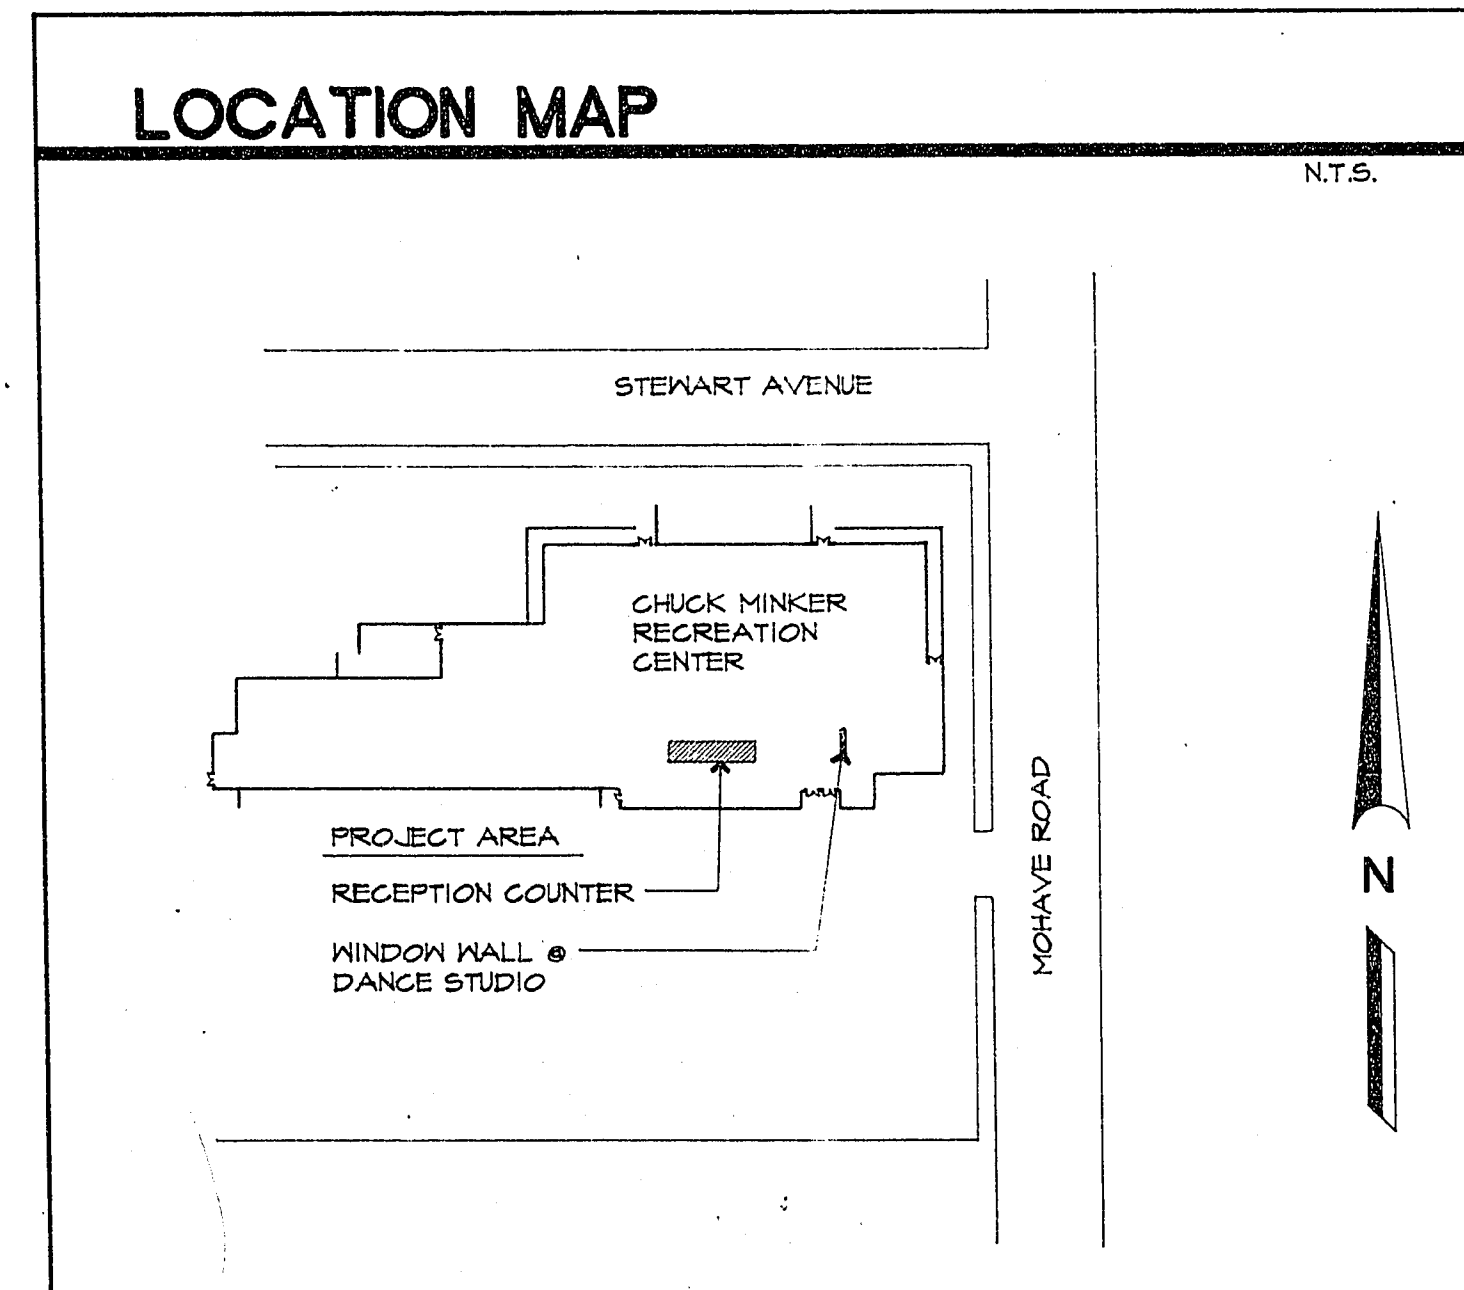 LOCATION MAP
N.T.S.
STEWART AVENUE
CHUCK MINKER
RECREATION
CENTER
PROJECT AREA
RECEPTION COUNTER
WINDOW WALL @
DANCE STUDIO
MOHAVE ROAD
N